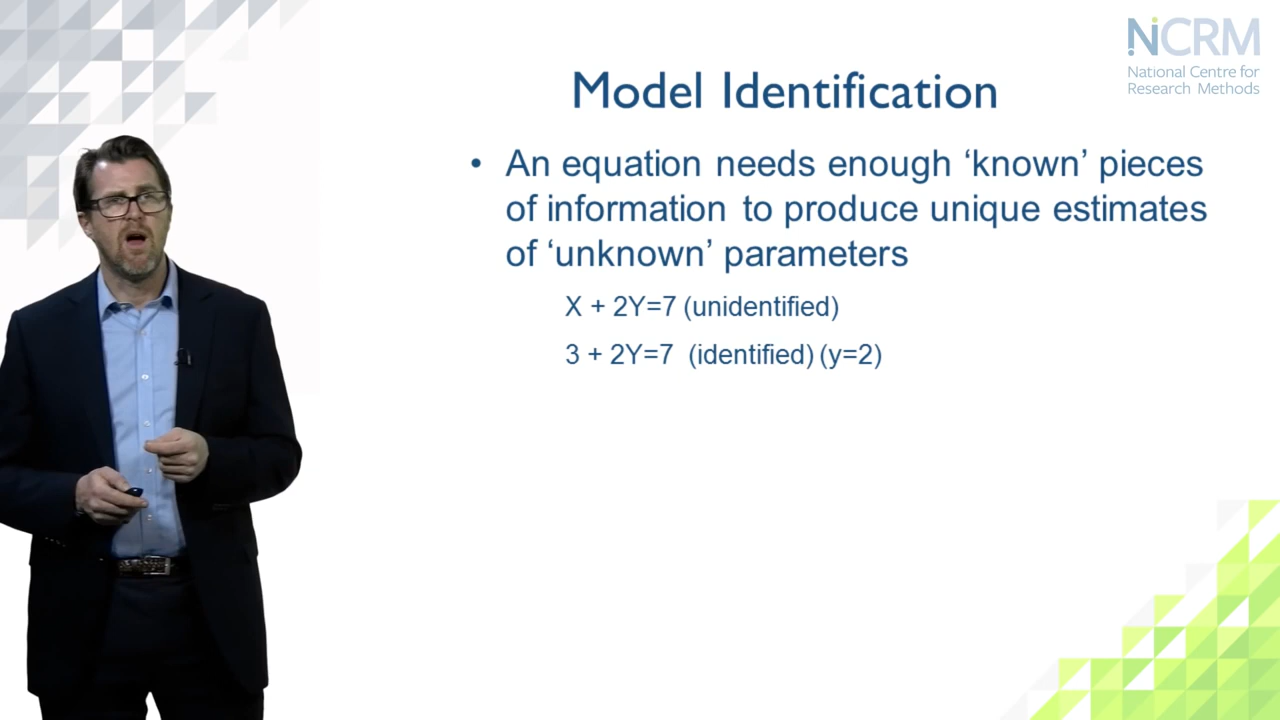 NCRM
National Centre for
Research Methods
Model Identification
• An equation needs enough ‘known’ pieces
of information to produce unique estimates
of ‘unknown’ parameters
X + 2Y=7 (unidentified)
3 + 2Y=7 (identified) (y=2)